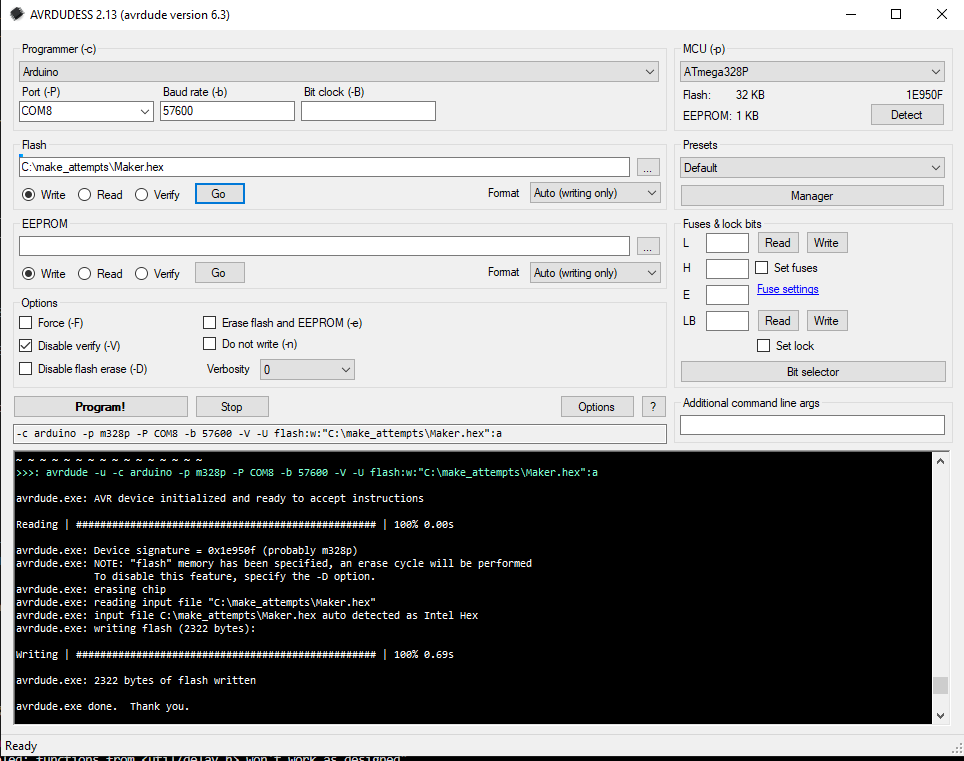 AVRDUDESS 2.13 (avrdude version 6.3)
Programmer (-c)
Arduino
Port (-P) Baud rate (-b) Bit clock (-B)
COM8 57600
MCU (-p)
ATmega328P
Flash: 32 KB 1E950F
EEPROM: 1 KB Detect
Flash
C:\make_attempts\Maker.hex ...
Write Read Verify Go Format Auto (writing only)
Presets
Default
Manager
EEPROM
...
Write Read Verify Go Format Auto (writing only)
Fuses & lock bits
L Read Write
H Set fuses
E Fuse settings
LB Read Write
Set lock
Bit selector
Options
Force (-F) Erase flash and EEPROM (-e)
Disable verify (-V) Do not write (-n)
Disable flash erase (-D) Verbosity 0
Program! Stop Options ?
Additional command line args
-c arduino -p m328p -P COM8 -b 57600 -V -U flash:w:"C:\make_attempts\Maker.hex":a
~ ~ ~ ~ ~ ~ ~ ~ ~ ~ ~ ~ ~ ~ ~ ~
>>>: avrdude -u -c arduino -p m328p -P COM8 -b 57600 -V -U flash:w:"C:\make_attempts\Maker.hex":a
avrdude.exe: AVR device initialized and ready to accept instructions
Reading | ################################################## | 100% 0.00s
avrdude.exe: Device signature = 0x1e950f (probably m328p)
avrdude.exe: NOTE: "flash" memory has been specified, an erase cycle will be performed
To disable this feature, specify the -D option.
avrdude.exe: erasing chip
avrdude.exe: reading input file "C:\make_attempts\Maker.hex"
avrdude.exe: input file C:\make_attempts\Maker.hex auto detected as Intel Hex
avrdude.exe: writing flash (2322 bytes):
Writing | ################################################## | 100% 0.69s
avrdude.exe: 2322 bytes of flash written
avrdude.exe done.  Thank you.
Ready
functions from <util/delay.h> won't work as designed